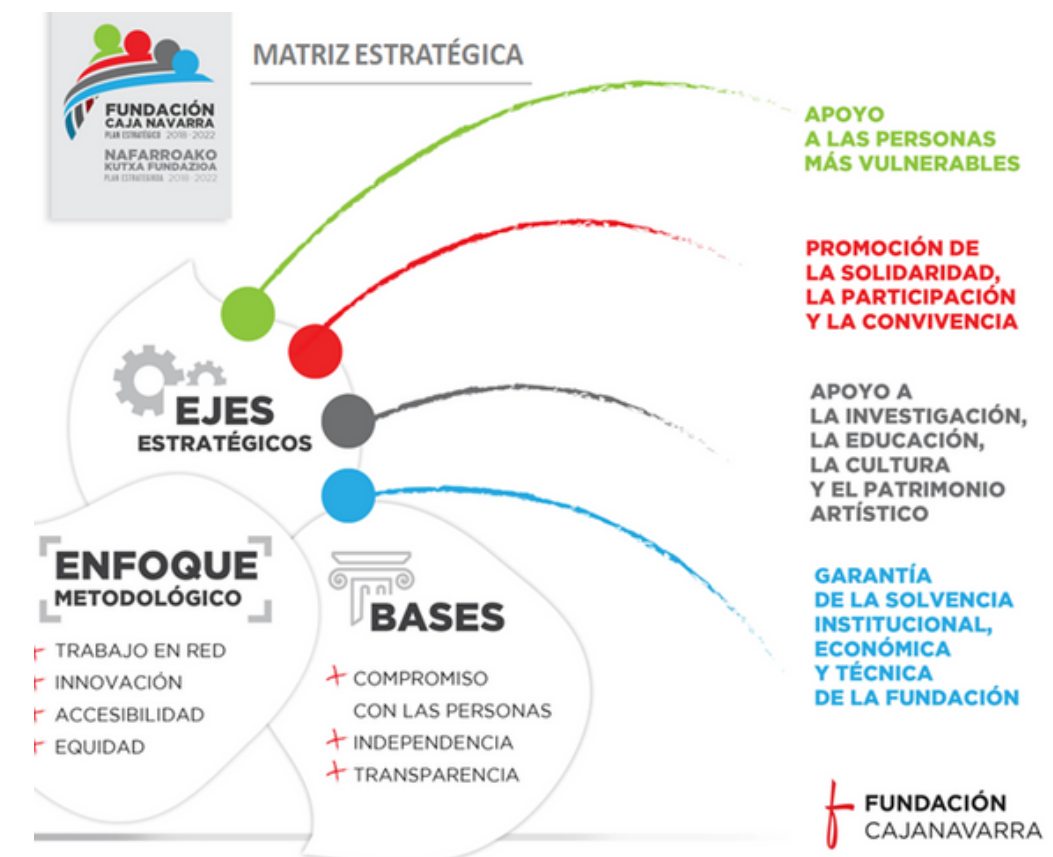 FUNDACIÓN
CAJA NAVARRA
PLAN ESTRATÉGICO 2018-2022
NAFARROAKO
KUTXA FUNDAZIOA
PLAN ESTRATEGIKOA 2018-2022
MATRIZ ESTRATÉGICA
APOYO
A LAS PERSONAS
MÁS VULNERABLES
PROMOCIÓN DE
LA SOLIDARIDAD,
LA PARTICIPACIÓN
Y LA CONVIVENCIA
APOYO A
LA INVESTIGACIÓN,
LA EDUCACIÓN,
LA CULTURA
Y EL PATRIMONIO
ARTÍSTICO
GARANTÍA
DE LA SOLVENCIA
INSTITUCIONAL,
ECONÓMICA
Y TÉCNICA
DE LA FUNDACIÓN
EJES
ESTRATÉGICOS
ENFOQUE
METODOLÓGICO
+ TRABAJO EN RED
+ INNOVACIÓN
+ ACCESIBILIDAD
+ EQUIDAD
BASES
+ COMPROMISO
CON LAS PERSONAS
+ INDEPENDENCIA
+ TRANSPARENCIA
FUNDACIÓN
CAJANAVARRA